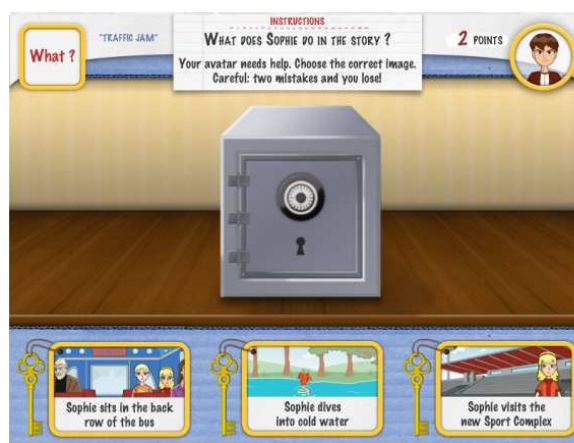 What ?
"TRAFFIC JAM"
INSTRUCTIONS
WHAT DOES SOPHIE DO IN THE STORY ?
Your avatar needs help. Choose the correct image.
Careful: two mistakes and you lose!
2 POINTS
Sophie sits in the back
row of the bus
Sophie dives
into cold water
Sophie visits the
new Sport Complex